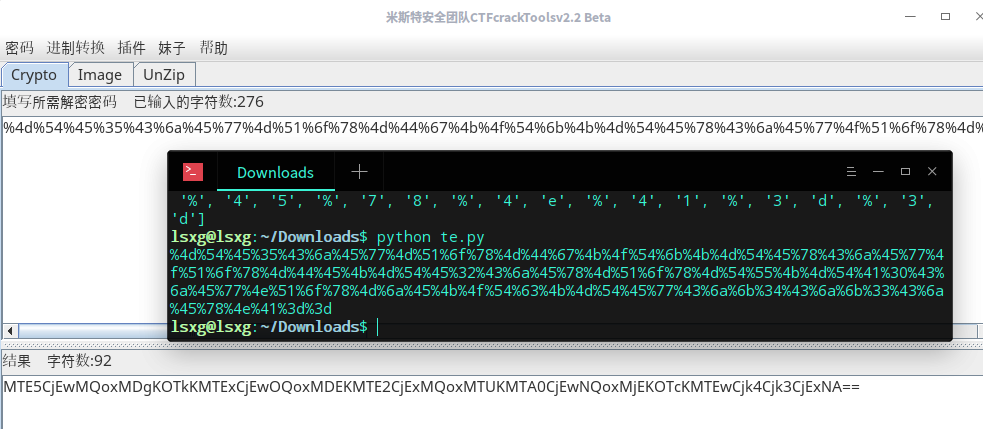 米斯特安全团队CTFcrackToolsv2.2 Beta
密码 进制转换 插件 妹子 帮助
Crypto Image UnZip
填写所需解密密码 已输入的字符数:276
%4d%54%45%35%43%6a%45%77%4d%51%6f%78%4d%44%67%4b%4f%54%6b%4b%4d%54%45%78%43%6a%45%77%4f%51%6f%78%4d%
Downloads
'%', '4', '5', '%', '7', '8', '%', '4', 'e', '%', '4', '1', '%', '3', 'd', '%', '3',
'd']
lsxg@lsxg:~/Downloads$ python te.py
%4d%54%45%35%43%6a%45%77%4d%51%6f%78%4d%44%67%4b%4f%54%6b%4b%4d%54%45%78%43%6a%45%77%4
f%51%6f%78%4d%44%45%4b%4d%54%45%32%43%6a%45%78%4d%51%6f%78%4d%54%55%4b%4d%54%41%30%43%
6a%45%77%4e%51%6f%78%4d%6a%45%4b%4f%54%63%4b%4d%54%45%77%43%6a%6b%34%43%6a%6b%33%43%6a
%45%78%4e%41%3d%3d
lsxg@lsxg:~/Downloads$
结果 字符数:92
MTE5CjEwMQoxMDgKOTkKMTExCjEwOQoxMDEKMTE2CjExMQoxMTUKMTA0CjEwNQoxMjEKOTcKMTEwCjk4Cjk3CjExNA==